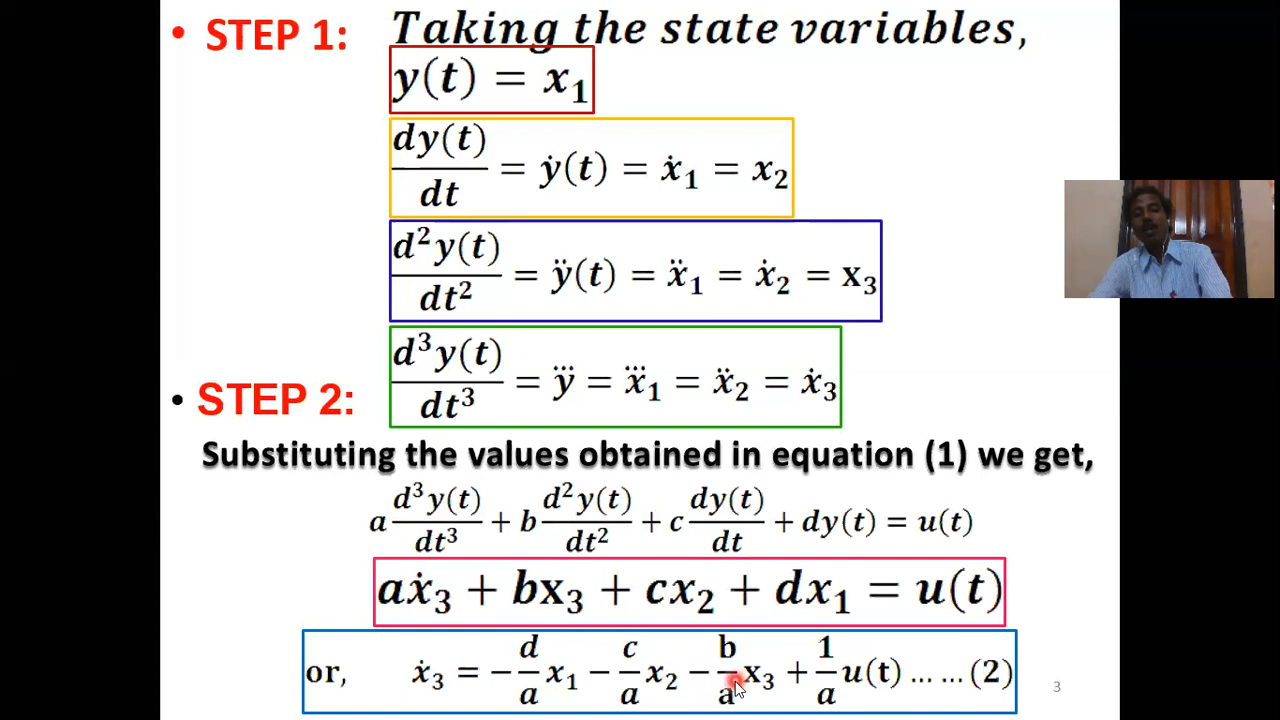 • STEP 1: Taking the state variables,
y(t) = x₁
dy(t)/dt = ẏ(t) = ẋ₁ = x₂
d²y(t)/dt² = ÿ(t) = ẍ₁ = ẋ₂ = x₃
d³y(t)/dt³ = y⃛ = x⃛₁ = ẍ₂ = ẋ₃
• STEP 2:
Substituting the values obtained in equation (1) we get,
a d³y(t)/dt³ + b d²y(t)/dt² + c dy(t)/dt + dy(t) = u(t)
aẋ₃ + bx₃ + cx₂ + dx₁ = u(t)
or, ẋ₃ = −d/a x₁ − c/a x₂ − b/a x₃ + 1/a u(t) ... ... (2)
3